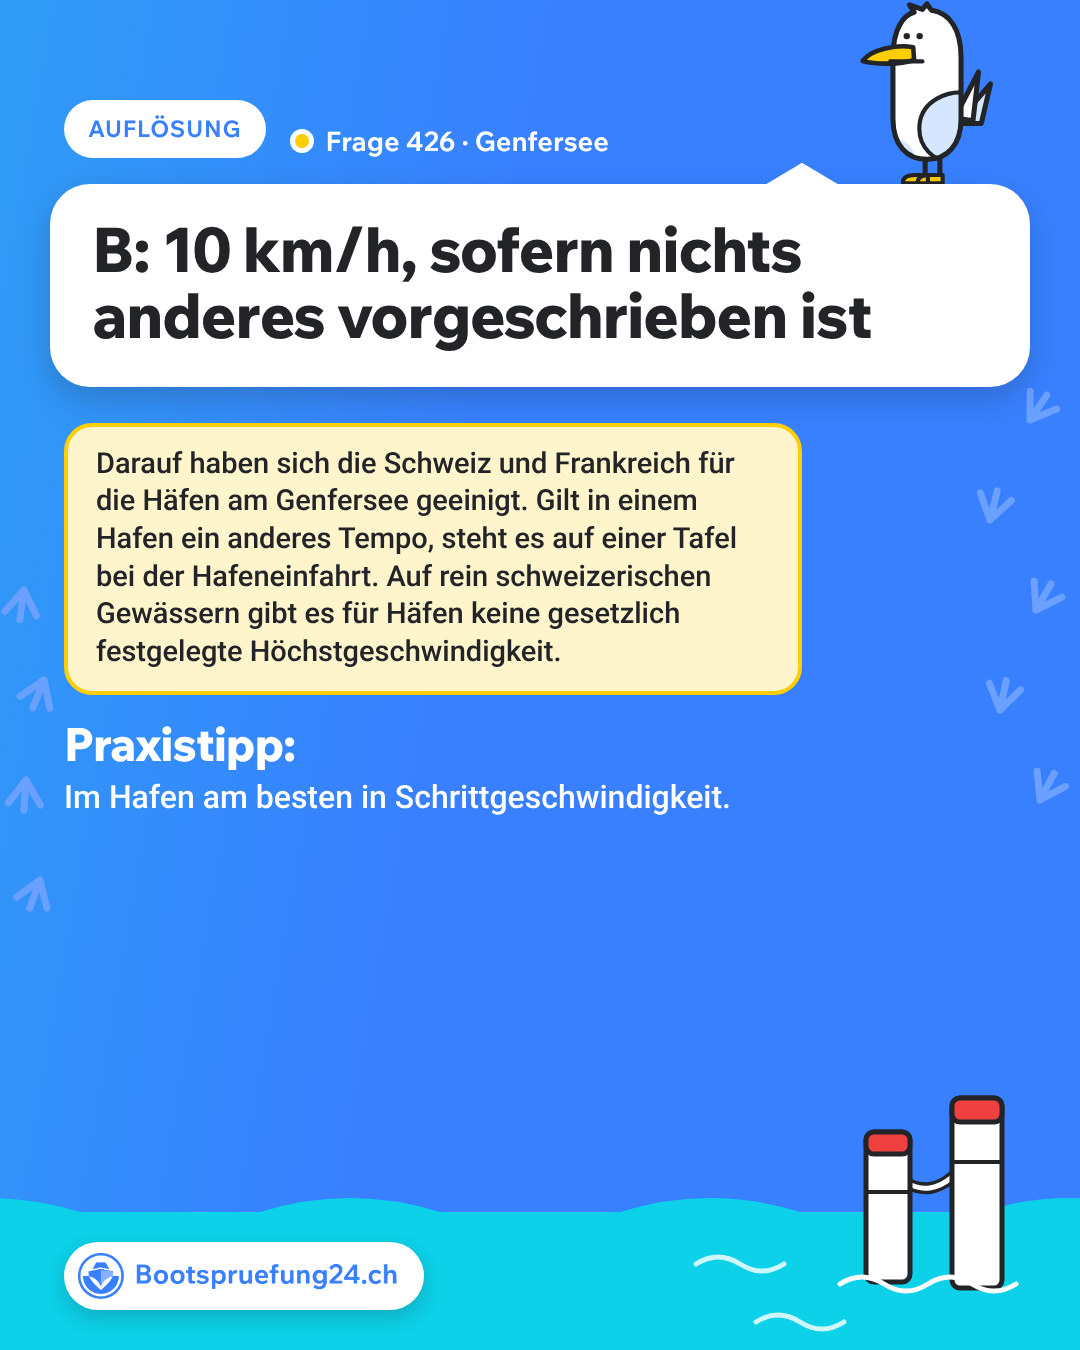 AUFLÖSUNG
Frage 426 · Genfersee
B: 10 km/h, sofern nichts
anderes vorgeschrieben ist
Darauf haben sich die Schweiz und Frankreich für
die Häfen am Genfersee geeinigt. Gilt in einem
Hafen ein anderes Tempo, steht es auf einer Tafel
bei der Hafeneinfahrt. Auf rein schweizerischen
Gewässern gibt es für Häfen keine gesetzlich
festgelegte Höchstgeschwindigkeit.
Praxistipp:
Im Hafen am besten in Schrittgeschwindigkeit.
Bootspruefung24.ch